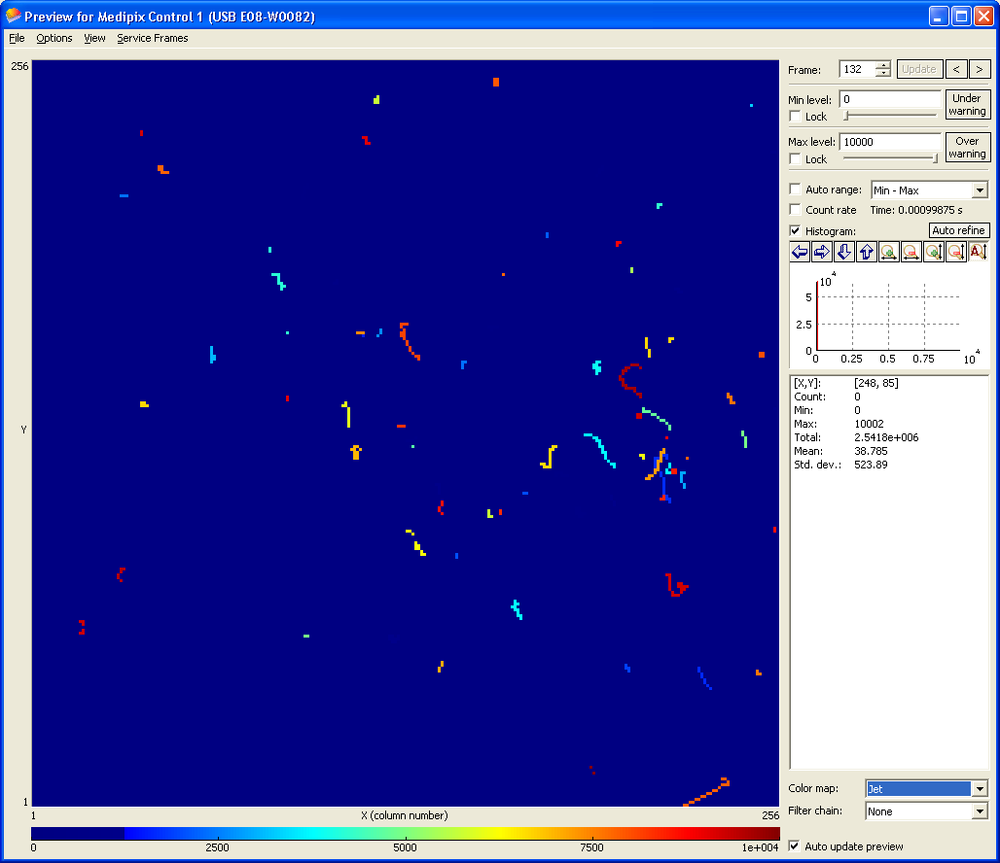 Preview for Medipix Control 1 (USB E08-W0082)
File Options View Service Frames
256
Y
1
1 X (column number) 256
0 2500 5000 7500 1e+004
Frame: 132 Update < >
Min level: 0 Under warning
Lock
Max level: 10000 Over warning
Lock
Auto range: Min - Max
Count rate Time: 0.00099875 s
Histogram: Auto refine
A
10^4
5
2.5
0
0 0.25 0.5 0.75 10^4
[X,Y]: [248, 85]
Count: 0
Min: 0
Max: 10002
Total: 2.5418e+006
Mean: 38.785
Std. dev.: 523.89
Color map: Jet
Filter chain: None
Auto update preview